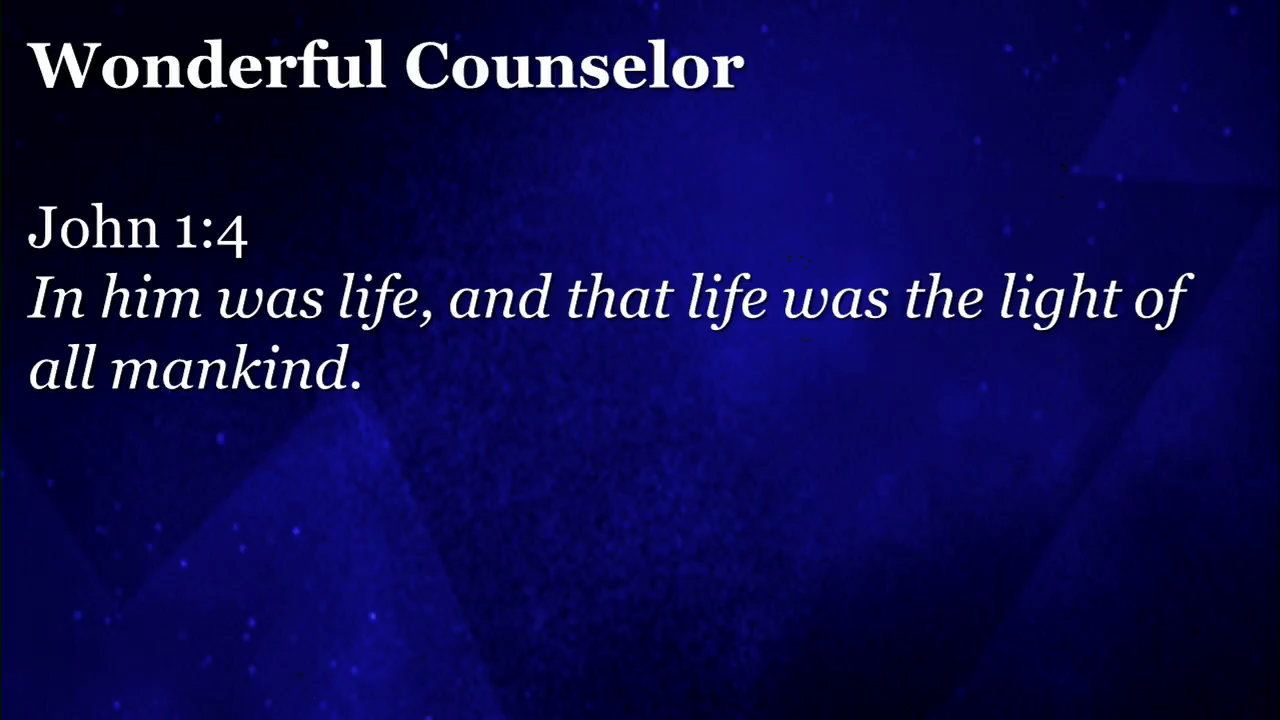 Wonderful Counselor
John 1:4
In him was life, and that life was the light of
all mankind.